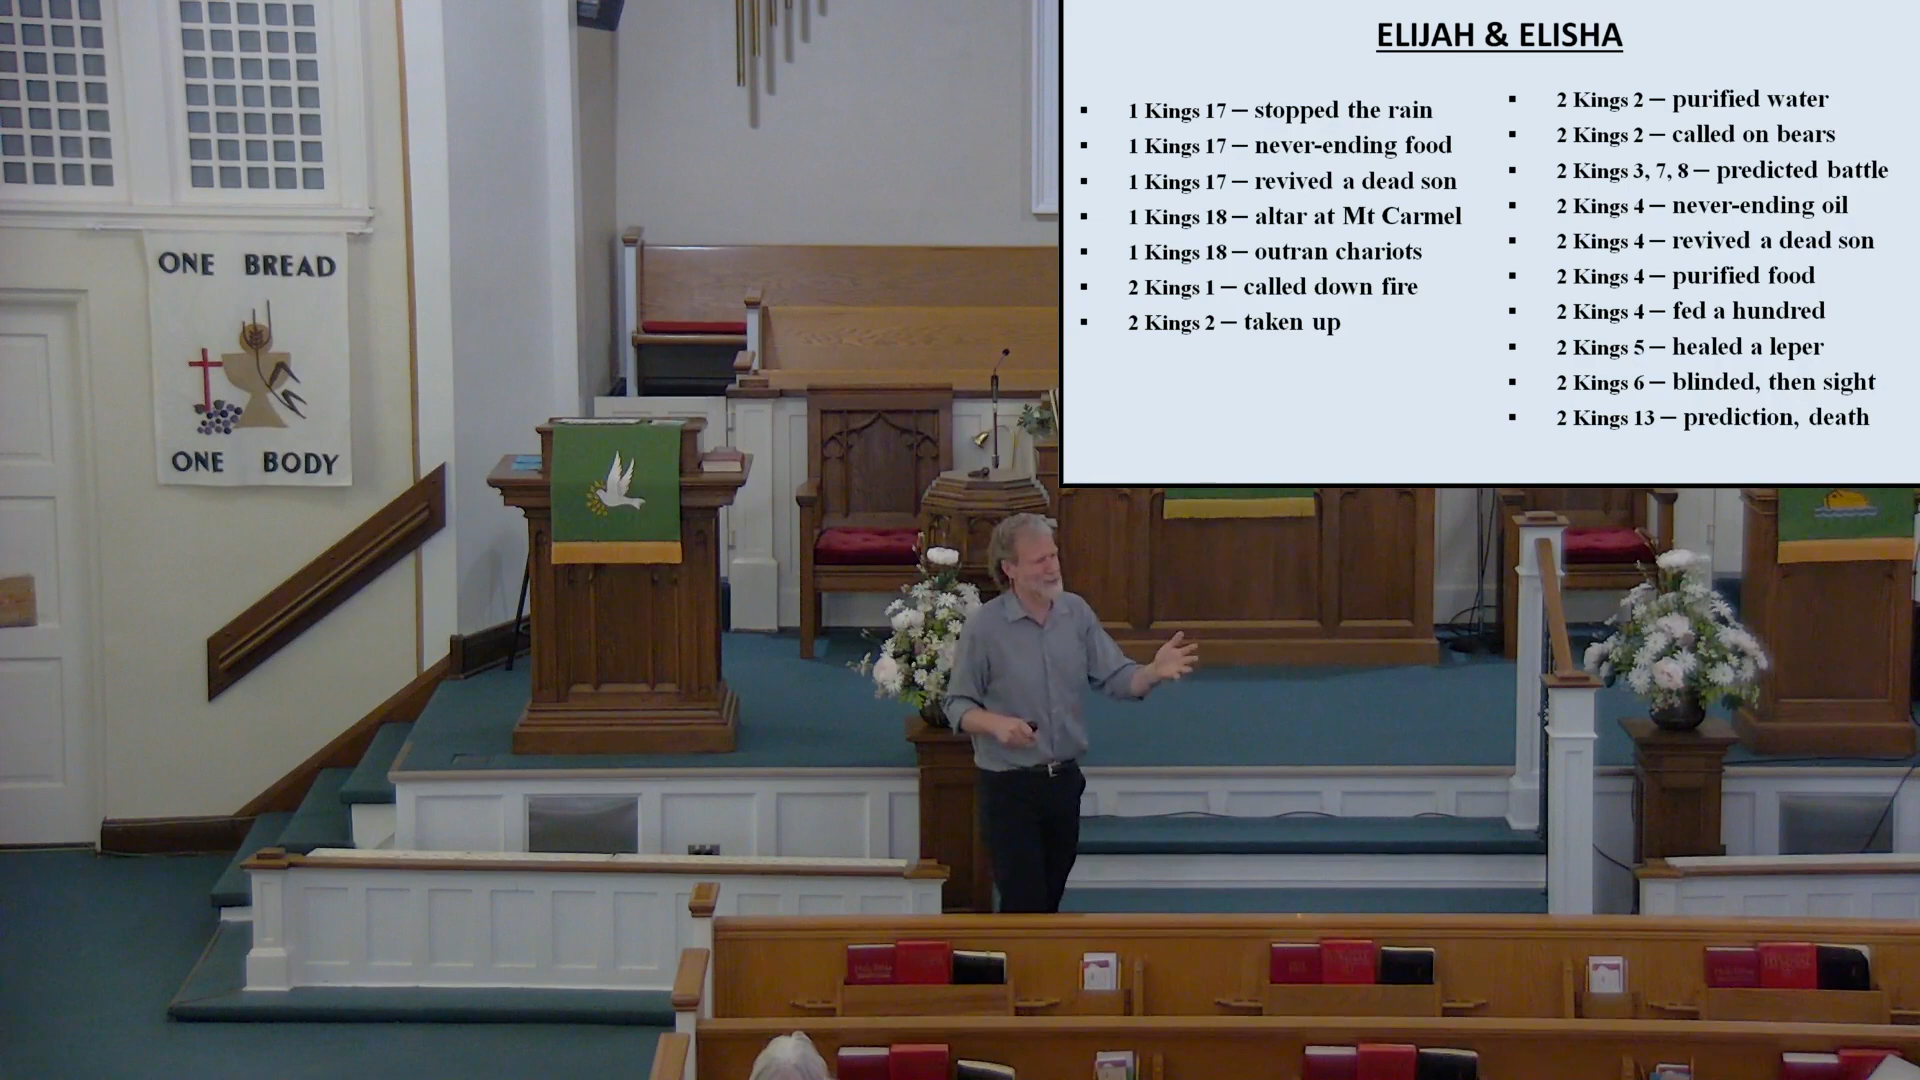 ELIJAH & ELISHA
▪ 1 Kings 17 – stopped the rain
▪ 1 Kings 17 – never-ending food
▪ 1 Kings 17 – revived a dead son
▪ 1 Kings 18 – altar at Mt Carmel
▪ 1 Kings 18 – outran chariots
▪ 2 Kings 1 – called down fire
▪ 2 Kings 2 – taken up
▪ 2 Kings 2 – purified water
▪ 2 Kings 2 – called on bears
▪ 2 Kings 3, 7, 8 – predicted battle
▪ 2 Kings 4 – never-ending oil
▪ 2 Kings 4 – revived a dead son
▪ 2 Kings 4 – purified food
▪ 2 Kings 4 – fed a hundred
▪ 2 Kings 5 – healed a leper
▪ 2 Kings 6 – blinded, then sight
▪ 2 Kings 13 – prediction, death
ONE BREAD
ONE BODY